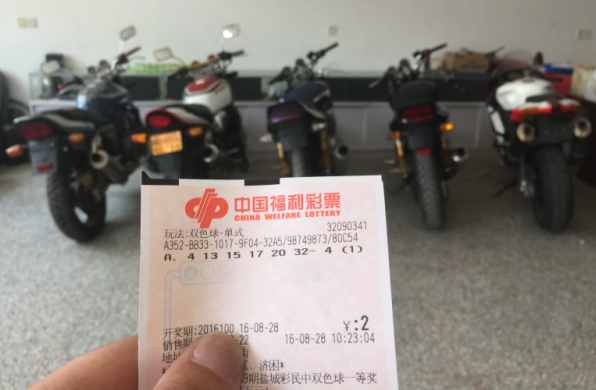 中国福利彩票
CHINA WELFARE LOTTERY
玩法:双色球-单式 32090341
A352-BB33-1017-9F04-32A5/98749873/80C54
A. 4 13 15 17 20 32- 4 (1)
开奖期:2016100 16-08-28 ¥:2
销售期 -22 16-08-28 10:23:04
地址
、济困*
9期盐城彩民中双色球一等奖